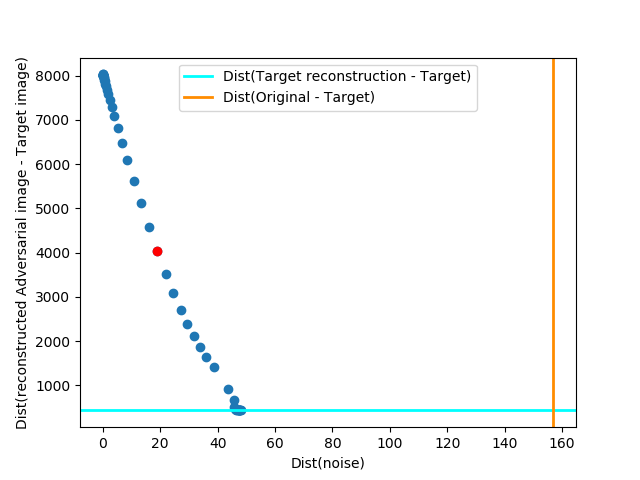 Dist(Target reconstruction - Target)
Dist(Original - Target)
Dist(reconstructed Adversarial image - Target image)
8000
7000
6000
5000
4000
3000
2000
1000
0 20 40 60 80 100 120 140 160
Dist(noise)